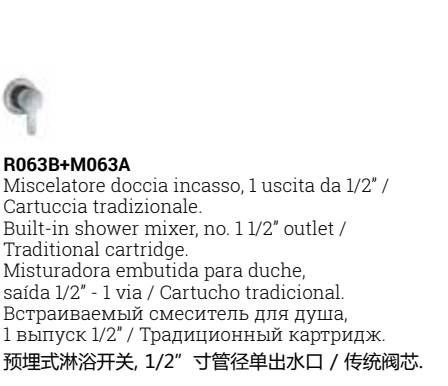 R063B+M063A
Miscelatore doccia incasso, 1 uscita da 1/2” /
Cartuccia tradizionale.
Built-in shower mixer, no. 1 1/2” outlet /
Traditional cartridge.
Misturadora embutida para duche,
saída 1/2” - 1 via / Cartucho tradicional.
Встраиваемый смеситель для душа,
1 выпуск 1/2” / Традиционный картридж.
预埋式淋浴开关, 1/2” 寸管径单出水口 / 传统阀芯.